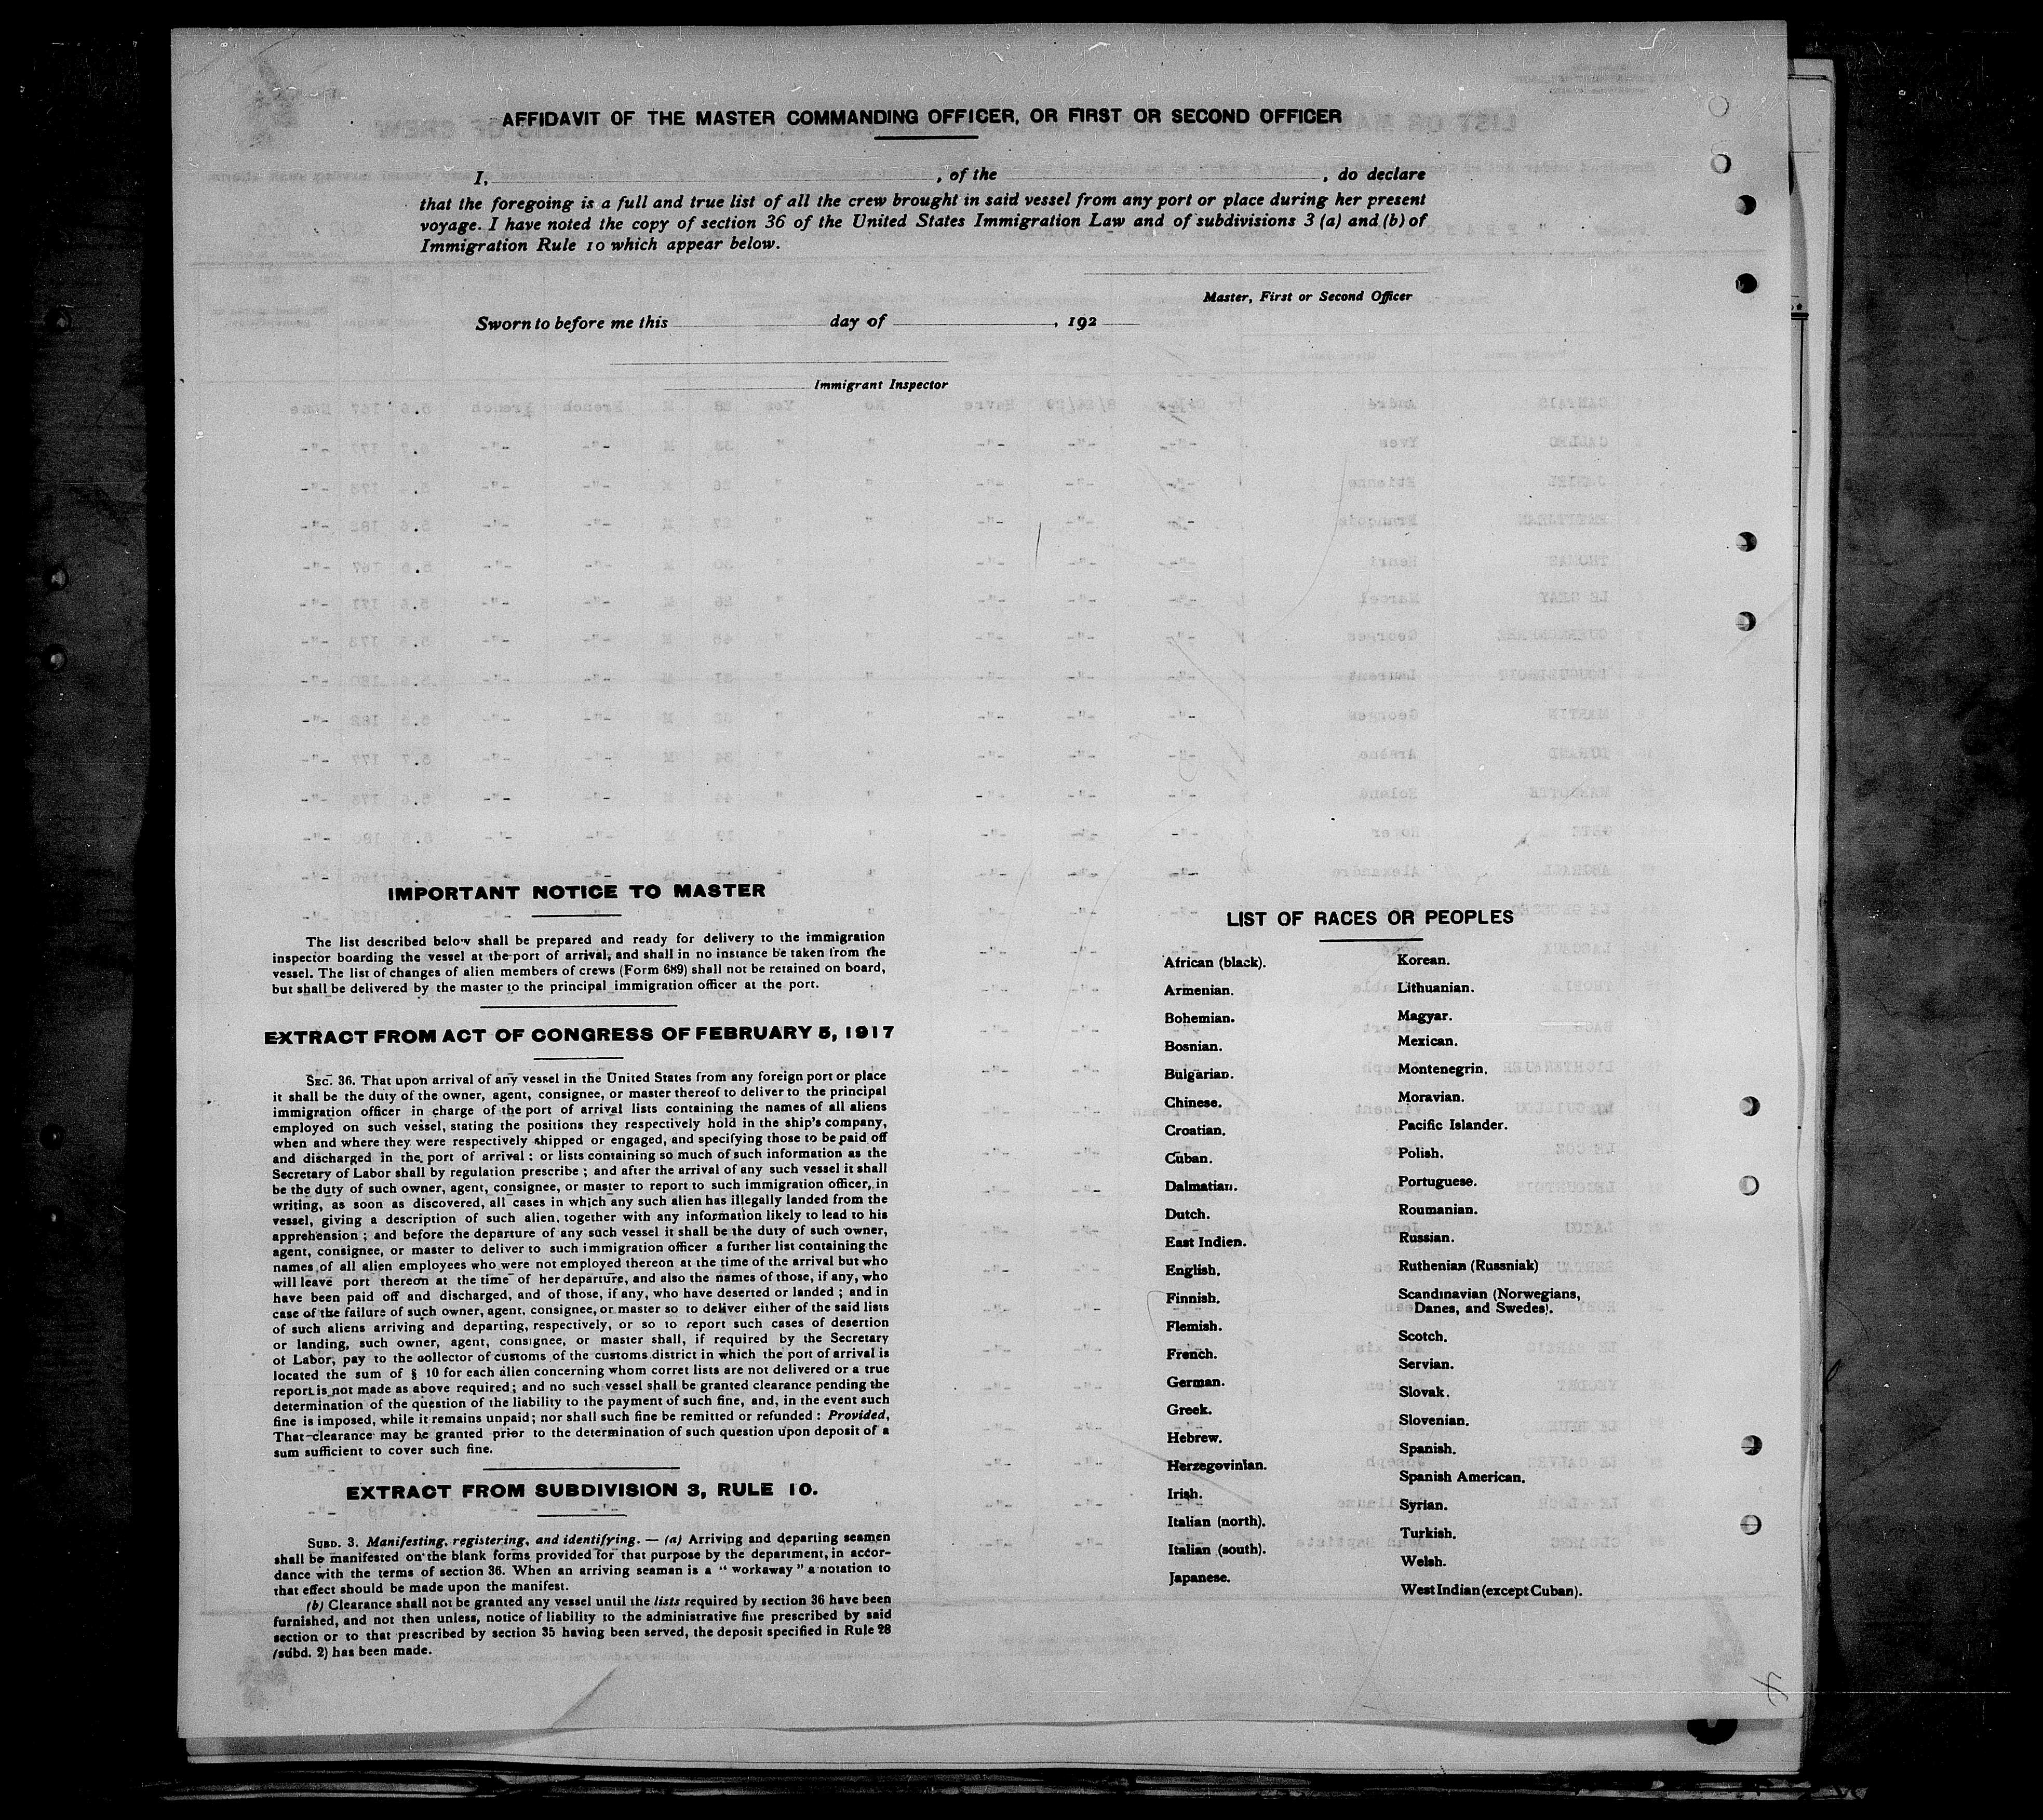 AFFIDAVIT OF THE MASTER COMMANDING OFFICER, OR FIRST OR SECOND OFFICER
I, , of the , do declare
that the foregoing is a full and true list of all the crew brought in said vessel from any port or place during her present
voyage. I have noted the copy of section 36 of the United States Immigration Law and of subdivisions 3 (a) and (b) of
Immigration Rule 10 which appear below.
Master, First or Second Officer
Sworn to before me this day of , 192
Immigrant Inspector
IMPORTANT NOTICE TO MASTER
The list described below shall be prepared and ready for delivery to the immigration
inspector boarding the vessel at the port of arrival, and shall in no instance be taken from the
vessel. The list of changes of alien members of crews (Form 689) shall not be retained on board,
but shall be delivered by the master to the principal immigration officer at the port.
EXTRACT FROM ACT OF CONGRESS OF FEBRUARY 5, 1917
SEC. 36. That upon arrival of any vessel in the United States from any foreign port or place
it shall be the duty of the owner, agent, consignee, or master thereof to deliver to the principal
immigration officer in charge of the port of arrival lists containing the names of all aliens
employed on such vessel, stating the positions they respectively hold in the ship's company,
when and where they were respectively shipped or engaged, and specifying those to be paid off
and discharged in the port of arrival; or lists containing so much of such information as the
Secretary of Labor shall by regulation prescribe; and after the arrival of any such vessel it shall
be the duty of such owner, agent, consignee, or master to report to such immigration officer, in
writing, as soon as discovered, all cases in which any such alien has illegally landed from the
vessel, giving a description of such alien, together with any information likely to lead to his
apprehension; and before the departure of any such vessel it shall be the duty of such owner,
agent, consignee, or master to deliver to such immigration officer a further list containing the
names of all alien employees who were not employed thereon at the time of the arrival but who
will leave port thereon at the time of her departure, and also the names of those, if any, who
have been paid off and discharged, and of those, if any, who have deserted or landed; and in
case of the failure of such owner, agent, consignee, or master so to deliver either of the said lists
of such aliens arriving and departing, respectively, or so to report such cases of desertion
or landing, such owner, agent, consignee, or master shall, if required by the Secretary
of Labor, pay to the collector of customs of the customs district in which the port of arrival is
located the sum of § 10 for each alien concerning whom corret lists are not delivered or a true
report is not made as above required; and no such vessel shall be granted clearance pending the
determination of the question of the liability to the payment of such fine, and, in the event such
fine is imposed, while it remains unpaid; nor shall such fine be remitted or refunded: Provided,
That clearance may be granted prior to the determination of such question upon deposit of a
sum sufficient to cover such fine.
EXTRACT FROM SUBDIVISION 3, RULE 10.
SUBD. 3. Manifesting, registering, and identifying. — (a) Arriving and departing seamen
shall be manifested on the blank forms provided for that purpose by the department, in accor-
dance with the terms of section 36. When an arriving seaman is a " workaway " a notation to
that effect should be made upon the manifest.
(b) Clearance shall not be granted any vessel until the lists required by section 36 have been
furnished, and not then unless, notice of liability to the administrative fine prescribed by said
section or to that prescribed by section 35 having been served, the deposit specified in Rule 28
(subd. 2) has been made.
LIST OF RACES OR PEOPLES
African (black).
Armenian.
Bohemian.
Bosnian.
Bulgarian.
Chinese.
Croatian.
Cuban.
Dalmatian.
Dutch.
East Indien.
English.
Finnish.
Flemish.
French.
German.
Greek.
Hebrew.
Herzegovinian.
Irish.
Italian (north).
Italian (south).
Japanese.
Korean.
Lithuanian.
Magyar.
Mexican.
Montenegrin.
Moravian.
Pacific Islander.
Polish.
Portuguese.
Roumanian.
Russian.
Ruthenian (Russniak)
Scandinavian (Norwegians,
Danes, and Swedes).
Scotch.
Servian.
Slovak.
Slovenian.
Spanish.
Spanish American.
Syrian.
Turkish.
Welsh.
West Indian (except Cuban).